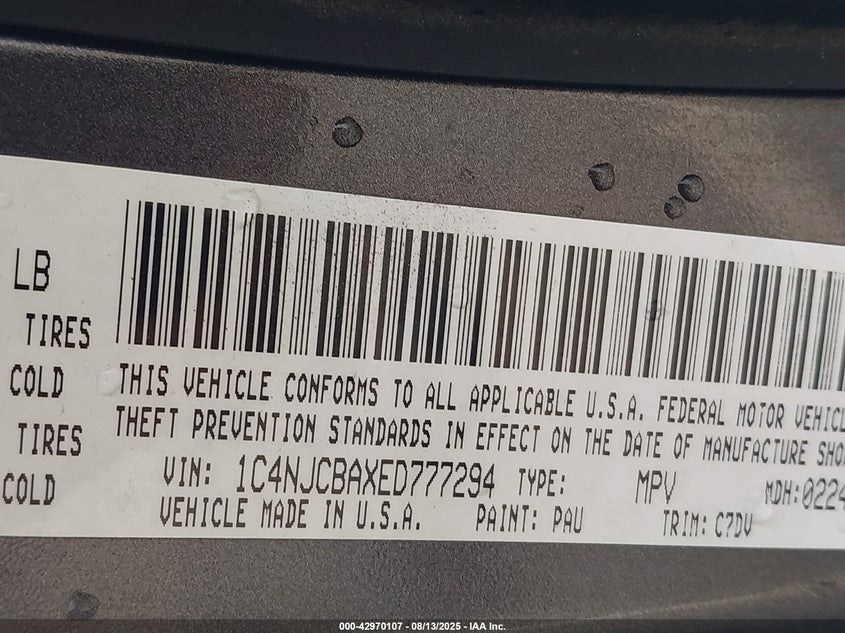 LB
TIRES
COLD
TIRES
COLD
THIS VEHICLE CONFORMS TO ALL APPLICABLE U.S.A. FEDERAL MOTOR VEHICL
THEFT PREVENTION STANDARDS IN EFFECT ON THE DATE OF MANUFACTURE SHO
VIN: 1C4NJCBAXED777294 TYPE: MPV MDH:0224
VEHICLE MADE IN U.S.A. PAINT: PAU TRIM: C7DV
000-42970107 - 08/13/2025 - IAA Inc.